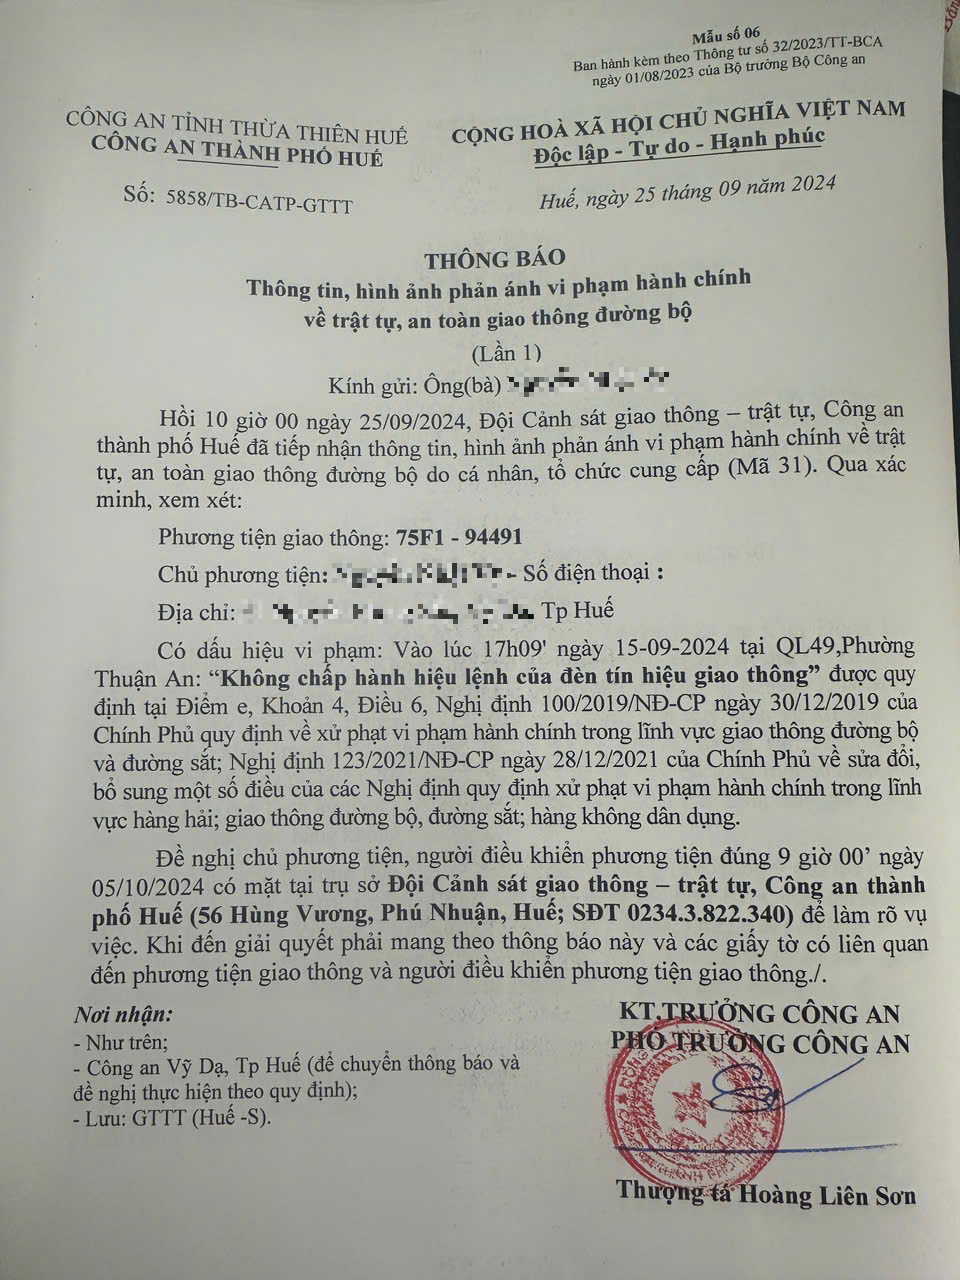 Mẫu số 06
Ban hành kèm theo Thông tư số 32/2023/TT-BCA
ngày 01/08/2023 của Bộ trưởng Bộ Công an
CÔNG AN TỈNH THỪA THIÊN HUẾ
CÔNG AN THÀNH PHỐ HUẾ
Số: 5858/TB-CATP-GTTT
CỘNG HOÀ XÃ HỘI CHỦ NGHĨA VIỆT NAM
Độc lập - Tự do - Hạnh phúc
Huế, ngày 25 tháng 09 năm 2024
THÔNG BÁO
Thông tin, hình ảnh phản ánh vi phạm hành chính
về trật tự, an toàn giao thông đường bộ
(Lần 1)
Kính gửi: Ông(bà)
Hồi 10 giờ 00 ngày 25/09/2024, Đội Cảnh sát giao thông – trật tự, Công an
thành phố Huế đã tiếp nhận thông tin, hình ảnh phản ánh vi phạm hành chính về trật
tự, an toàn giao thông đường bộ do cá nhân, tổ chức cung cấp (Mã 31). Qua xác
minh, xem xét:
Phương tiện giao thông: 75F1 - 94491
Chủ phương tiện: - Số điện thoại :
Địa chỉ: Tp Huế
Có dấu hiệu vi phạm: Vào lúc 17h09' ngày 15-09-2024 tại QL49,Phường
Thuận An: “Không chấp hành hiệu lệnh của đèn tín hiệu giao thông” được quy
định tại Điểm e, Khoản 4, Điều 6, Nghị định 100/2019/NĐ-CP ngày 30/12/2019 của
Chính Phủ quy định về xử phạt vi phạm hành chính trong lĩnh vực giao thông đường bộ
và đường sắt; Nghị định 123/2021/NĐ-CP ngày 28/12/2021 của Chính Phủ về sửa đổi,
bổ sung một số điều của các Nghị định quy định xử phạt vi phạm hành chính trong lĩnh
vực hàng hải; giao thông đường bộ, đường sắt; hàng không dân dụng.
Đề nghị chủ phương tiện, người điều khiển phương tiện đúng 9 giờ 00’ ngày
05/10/2024 có mặt tại trụ sở Đội Cảnh sát giao thông – trật tự, Công an thành
phố Huế (56 Hùng Vương, Phú Nhuận, Huế; SĐT 0234.3.822.340) để làm rõ vụ
việc. Khi đến giải quyết phải mang theo thông báo này và các giấy tờ có liên quan
đến phương tiện giao thông và người điều khiển phương tiện giao thông./.
Nơi nhận:
- Như trên;
- Công an Vỹ Dạ, Tp Huế (để chuyển thông báo và
đề nghị thực hiện theo quy định);
- Lưu: GTTT (Huế -S).
KT.TRƯỞNG CÔNG AN
PHÓ TRƯỞNG CÔNG AN
Thượng tá Hoàng Liên Sơn